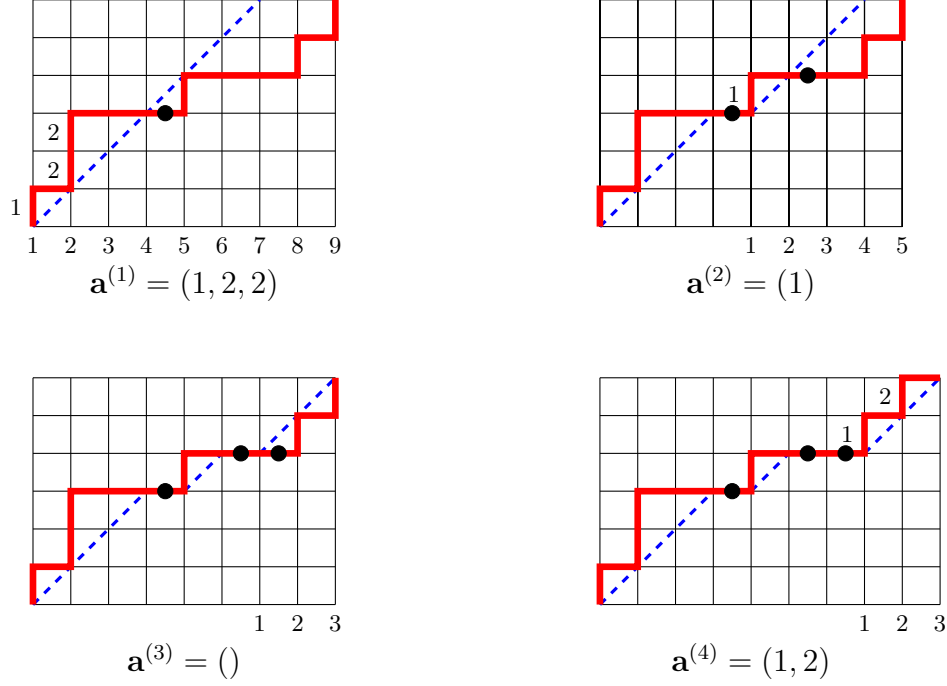 1
2
2
1 2 3 4 5 6 7 8 9
a^(1) = (1, 2, 2)
1
1 2 3 4 5
a^(2) = (1)
1 2 3
a^(3) = ()
2
1
1 2 3
a^(4) = (1, 2)